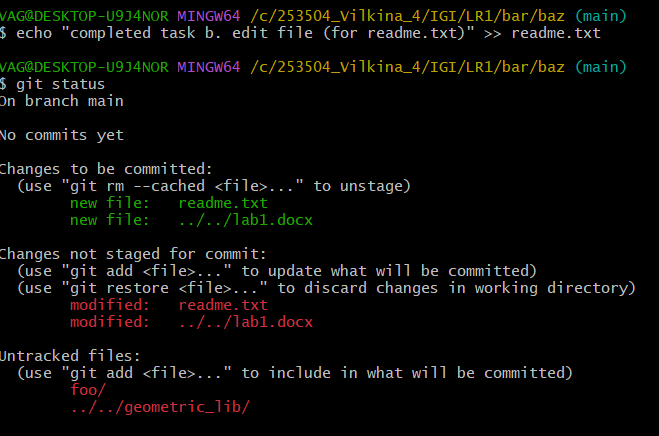 VAG@DESKTOP-U9J4NOR MINGW64 /c/253504_Vilkina_4/IGI/LR1/bar/baz (main)
$ echo "completed task b. edit file (for readme.txt)" >> readme.txt
VAG@DESKTOP-U9J4NOR MINGW64 /c/253504_Vilkina_4/IGI/LR1/bar/baz (main)
$ git status
On branch main
No commits yet
Changes to be committed:
(use "git rm --cached <file>..." to unstage)
new file:   readme.txt
new file:   ../../lab1.docx
Changes not staged for commit:
(use "git add <file>..." to update what will be committed)
(use "git restore <file>..." to discard changes in working directory)
modified:   readme.txt
modified:   ../../lab1.docx
Untracked files:
(use "git add <file>..." to include in what will be committed)
foo/
../../geometric_lib/